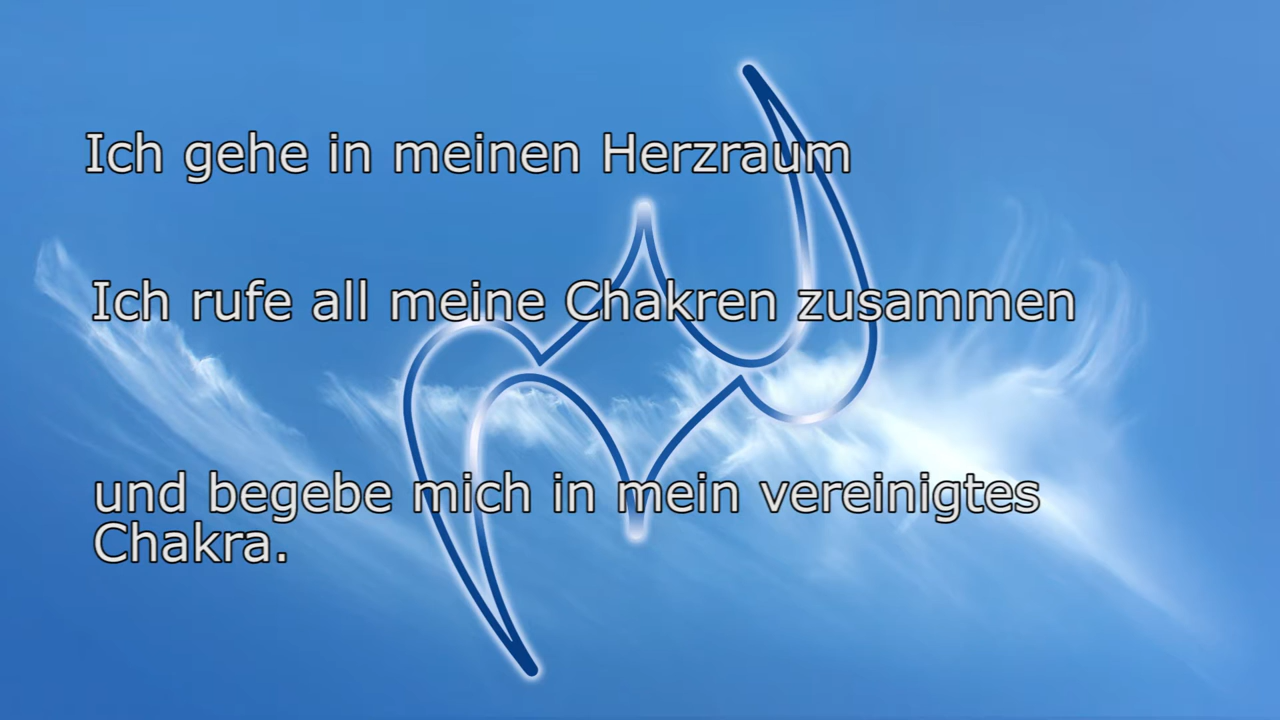 Ich gehe in meinen Herzraum
Ich rufe all meine Chakren zusammen
und begebe mich in mein vereinigtes
Chakra.